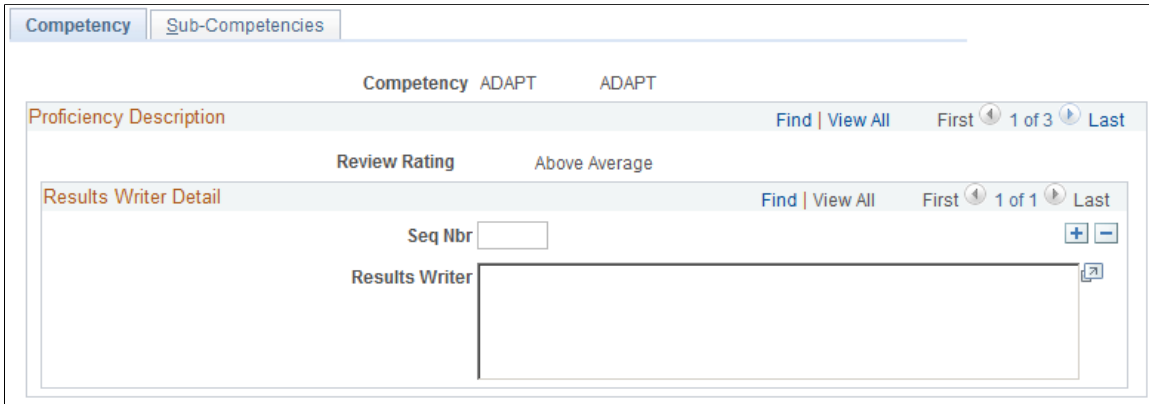 Competency Sub-Competencies
Competency ADAPT ADAPT
Proficiency Description Find | View All First 1 of 3 Last
Review Rating Above Average
Results Writer Detail Find | View All First 1 of 1 Last
Seq Nbr
Results Writer